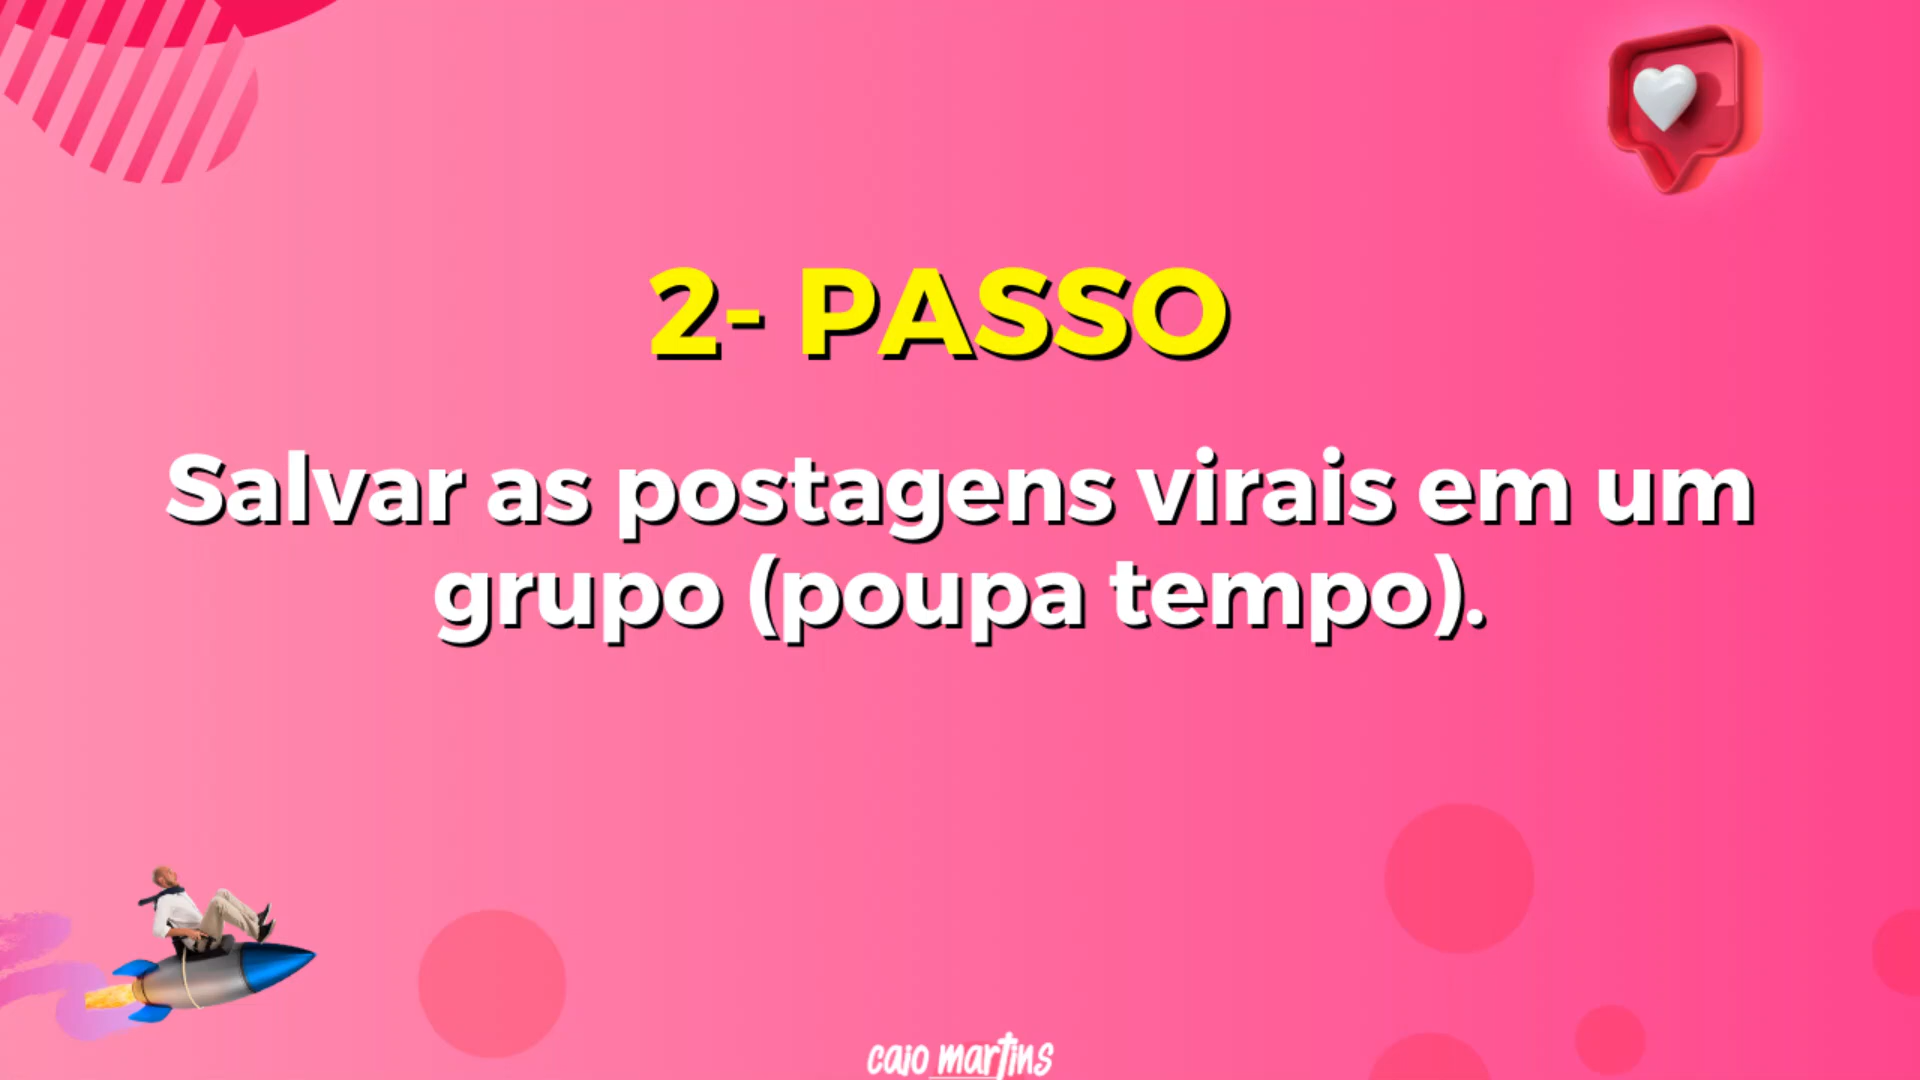 2- PASSO
Salvar as postagens virais em um
grupo (poupa tempo).
caio martins